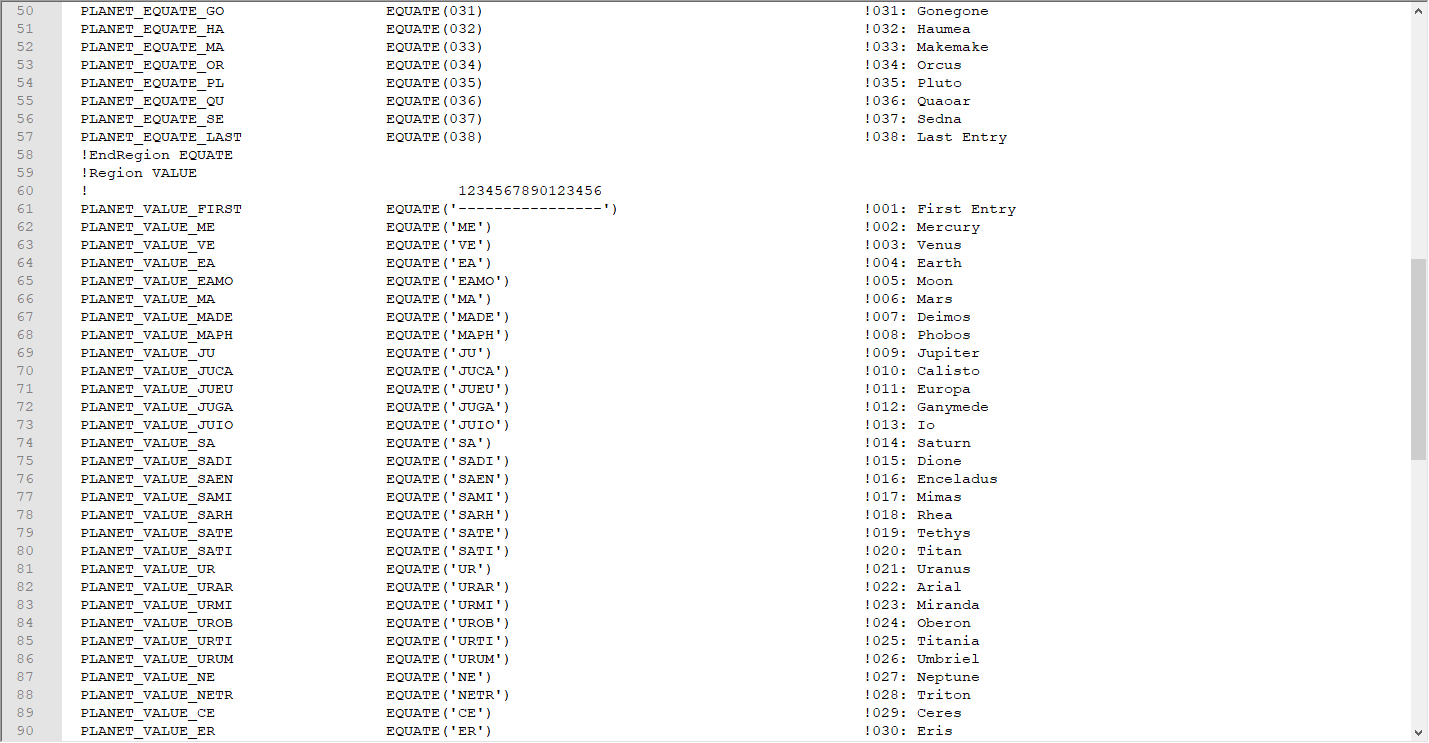 50 PLANET_EQUATE_GO EQUATE(031) !031: Gonegone
51 PLANET_EQUATE_HA EQUATE(032) !032: Haumea
52 PLANET_EQUATE_MA EQUATE(033) !033: Makemake
53 PLANET_EQUATE_OR EQUATE(034) !034: Orcus
54 PLANET_EQUATE_PL EQUATE(035) !035: Pluto
55 PLANET_EQUATE_QU EQUATE(036) !036: Quaoar
56 PLANET_EQUATE_SE EQUATE(037) !037: Sedna
57 PLANET_EQUATE_LAST EQUATE(038) !038: Last Entry
58 !EndRegion EQUATE
59 !Region VALUE
60 ! 1234567890123456
61 PLANET_VALUE_FIRST EQUATE('----------------') !001: First Entry
62 PLANET_VALUE_ME EQUATE('ME') !002: Mercury
63 PLANET_VALUE_VE EQUATE('VE') !003: Venus
64 PLANET_VALUE_EA EQUATE('EA') !004: Earth
65 PLANET_VALUE_EAMO EQUATE('EAMO') !005: Moon
66 PLANET_VALUE_MA EQUATE('MA') !006: Mars
67 PLANET_VALUE_MADE EQUATE('MADE') !007: Deimos
68 PLANET_VALUE_MAPH EQUATE('MAPH') !008: Phobos
69 PLANET_VALUE_JU EQUATE('JU') !009: Jupiter
70 PLANET_VALUE_JUCA EQUATE('JUCA') !010: Calisto
71 PLANET_VALUE_JUEU EQUATE('JUEU') !011: Europa
72 PLANET_VALUE_JUGA EQUATE('JUGA') !012: Ganymede
73 PLANET_VALUE_JUIO EQUATE('JUIO') !013: Io
74 PLANET_VALUE_SA EQUATE('SA') !014: Saturn
75 PLANET_VALUE_SADI EQUATE('SADI') !015: Dione
76 PLANET_VALUE_SAEN EQUATE('SAEN') !016: Enceladus
77 PLANET_VALUE_SAMI EQUATE('SAMI') !017: Mimas
78 PLANET_VALUE_SARH EQUATE('SARH') !018: Rhea
79 PLANET_VALUE_SATE EQUATE('SATE') !019: Tethys
80 PLANET_VALUE_SATI EQUATE('SATI') !020: Titan
81 PLANET_VALUE_UR EQUATE('UR') !021: Uranus
82 PLANET_VALUE_URAR EQUATE('URAR') !022: Arial
83 PLANET_VALUE_URMI EQUATE('URMI') !023: Miranda
84 PLANET_VALUE_UROB EQUATE('UROB') !024: Oberon
85 PLANET_VALUE_URTI EQUATE('URTI') !025: Titania
86 PLANET_VALUE_URUM EQUATE('URUM') !026: Umbriel
87 PLANET_VALUE_NE EQUATE('NE') !027: Neptune
88 PLANET_VALUE_NETR EQUATE('NETR') !028: Triton
89 PLANET_VALUE_CE EQUATE('CE') !029: Ceres
90 PLANET_VALUE_ER EQUATE('ER') !030: Eris